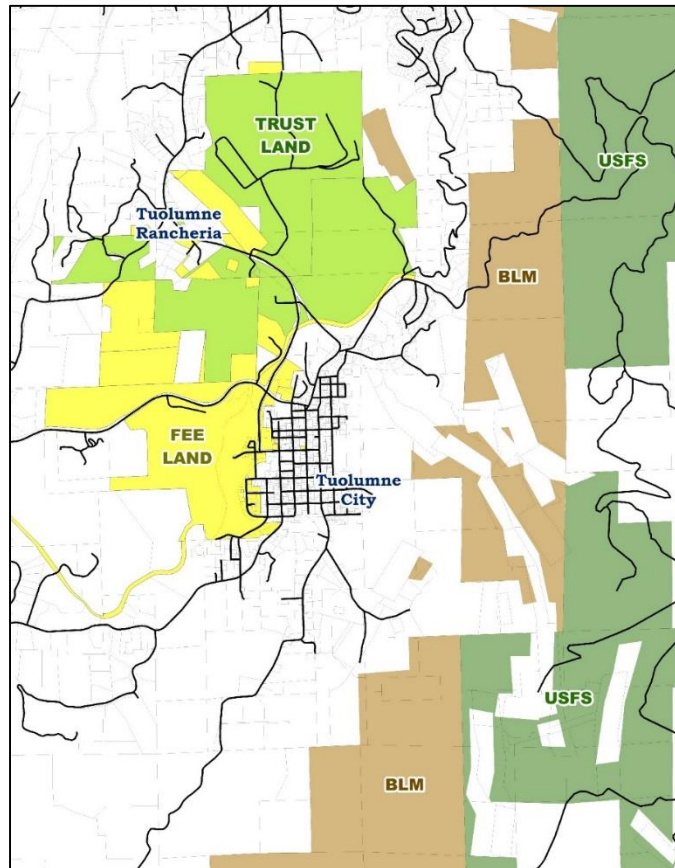 TRUST
LAND
USFS
Tuolumne
Rancheria
BLM
FEE
LAND
Tuolumne
City
USFS
BLM